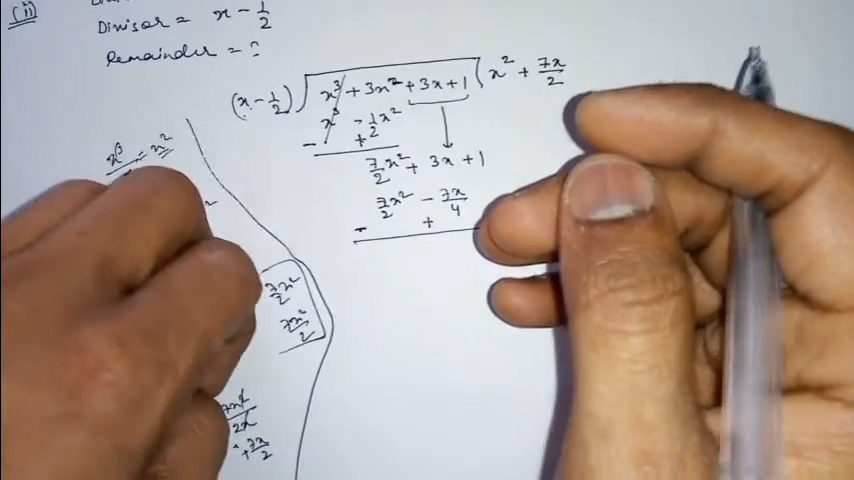 (ii)
Divisor = x - 1/2
Remainder = ?
(x - 1/2) ) x³ + 3x² + 3x + 1 ( x² + 7x/2
x³ - 1/2 x²
- +
7/2 x² + 3x + 1
7/2 x² - 7x/4
- +
x³ = x²
7x²/2
7x²/2
7x²/2x
+ 7x/2